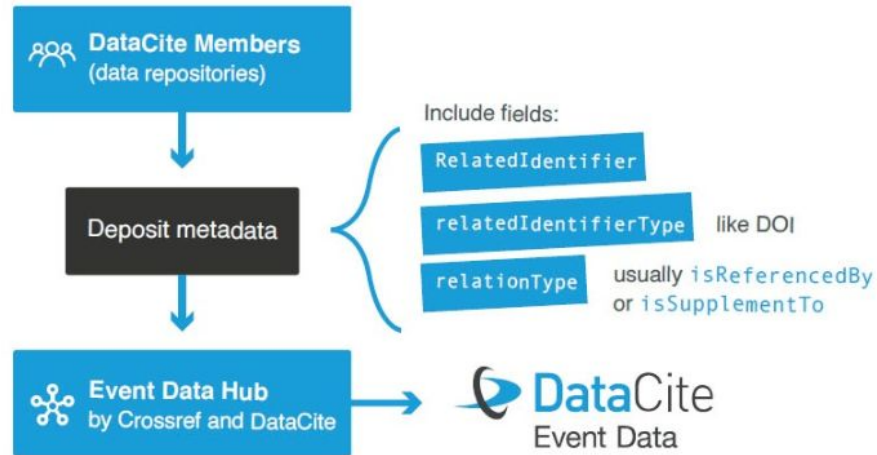 DataCite Members
(data repositories)
Include fields:
RelatedIdentifier
Deposit metadata
relatedIdentifierType like DOI
relationType usually isReferencedBy
or isSupplementTo
Event Data Hub
by Crossref and DataCite
DataCite
Event Data